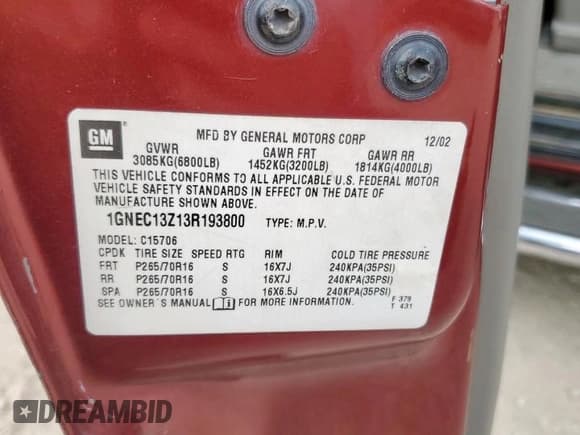 GM
®
MFD BY GENERAL MOTORS CORP 12/02
GVWR GAWR FRT GAWR RR
3085KG(6800LB) 1452KG(3200LB) 1814KG(4000LB)
THIS VEHICLE CONFORMS TO ALL APPLICABLE U.S. FEDERAL MOTOR
VEHICLE SAFETY STANDARDS IN EFFECT ON THE DATE OF
MANUFACTURE SHOWN ABOVE.
1GNEC13Z13R193800 TYPE: M.P.V.
MODEL: C15706
CPDK TIRE SIZE SPEED RTG RIM COLD TIRE PRESSURE
FRT P265/70R16 S 16X7J 240KPA(35PSI)
RR P265/70R16 S 16X7J 240KPA(35PSI)
SPA P265/70R16 S 16X6.5J 240KPA(35PSI)
SEE OWNER'S MANUAL i FOR MORE INFORMATION.
F 379
T 431
DREAMBID